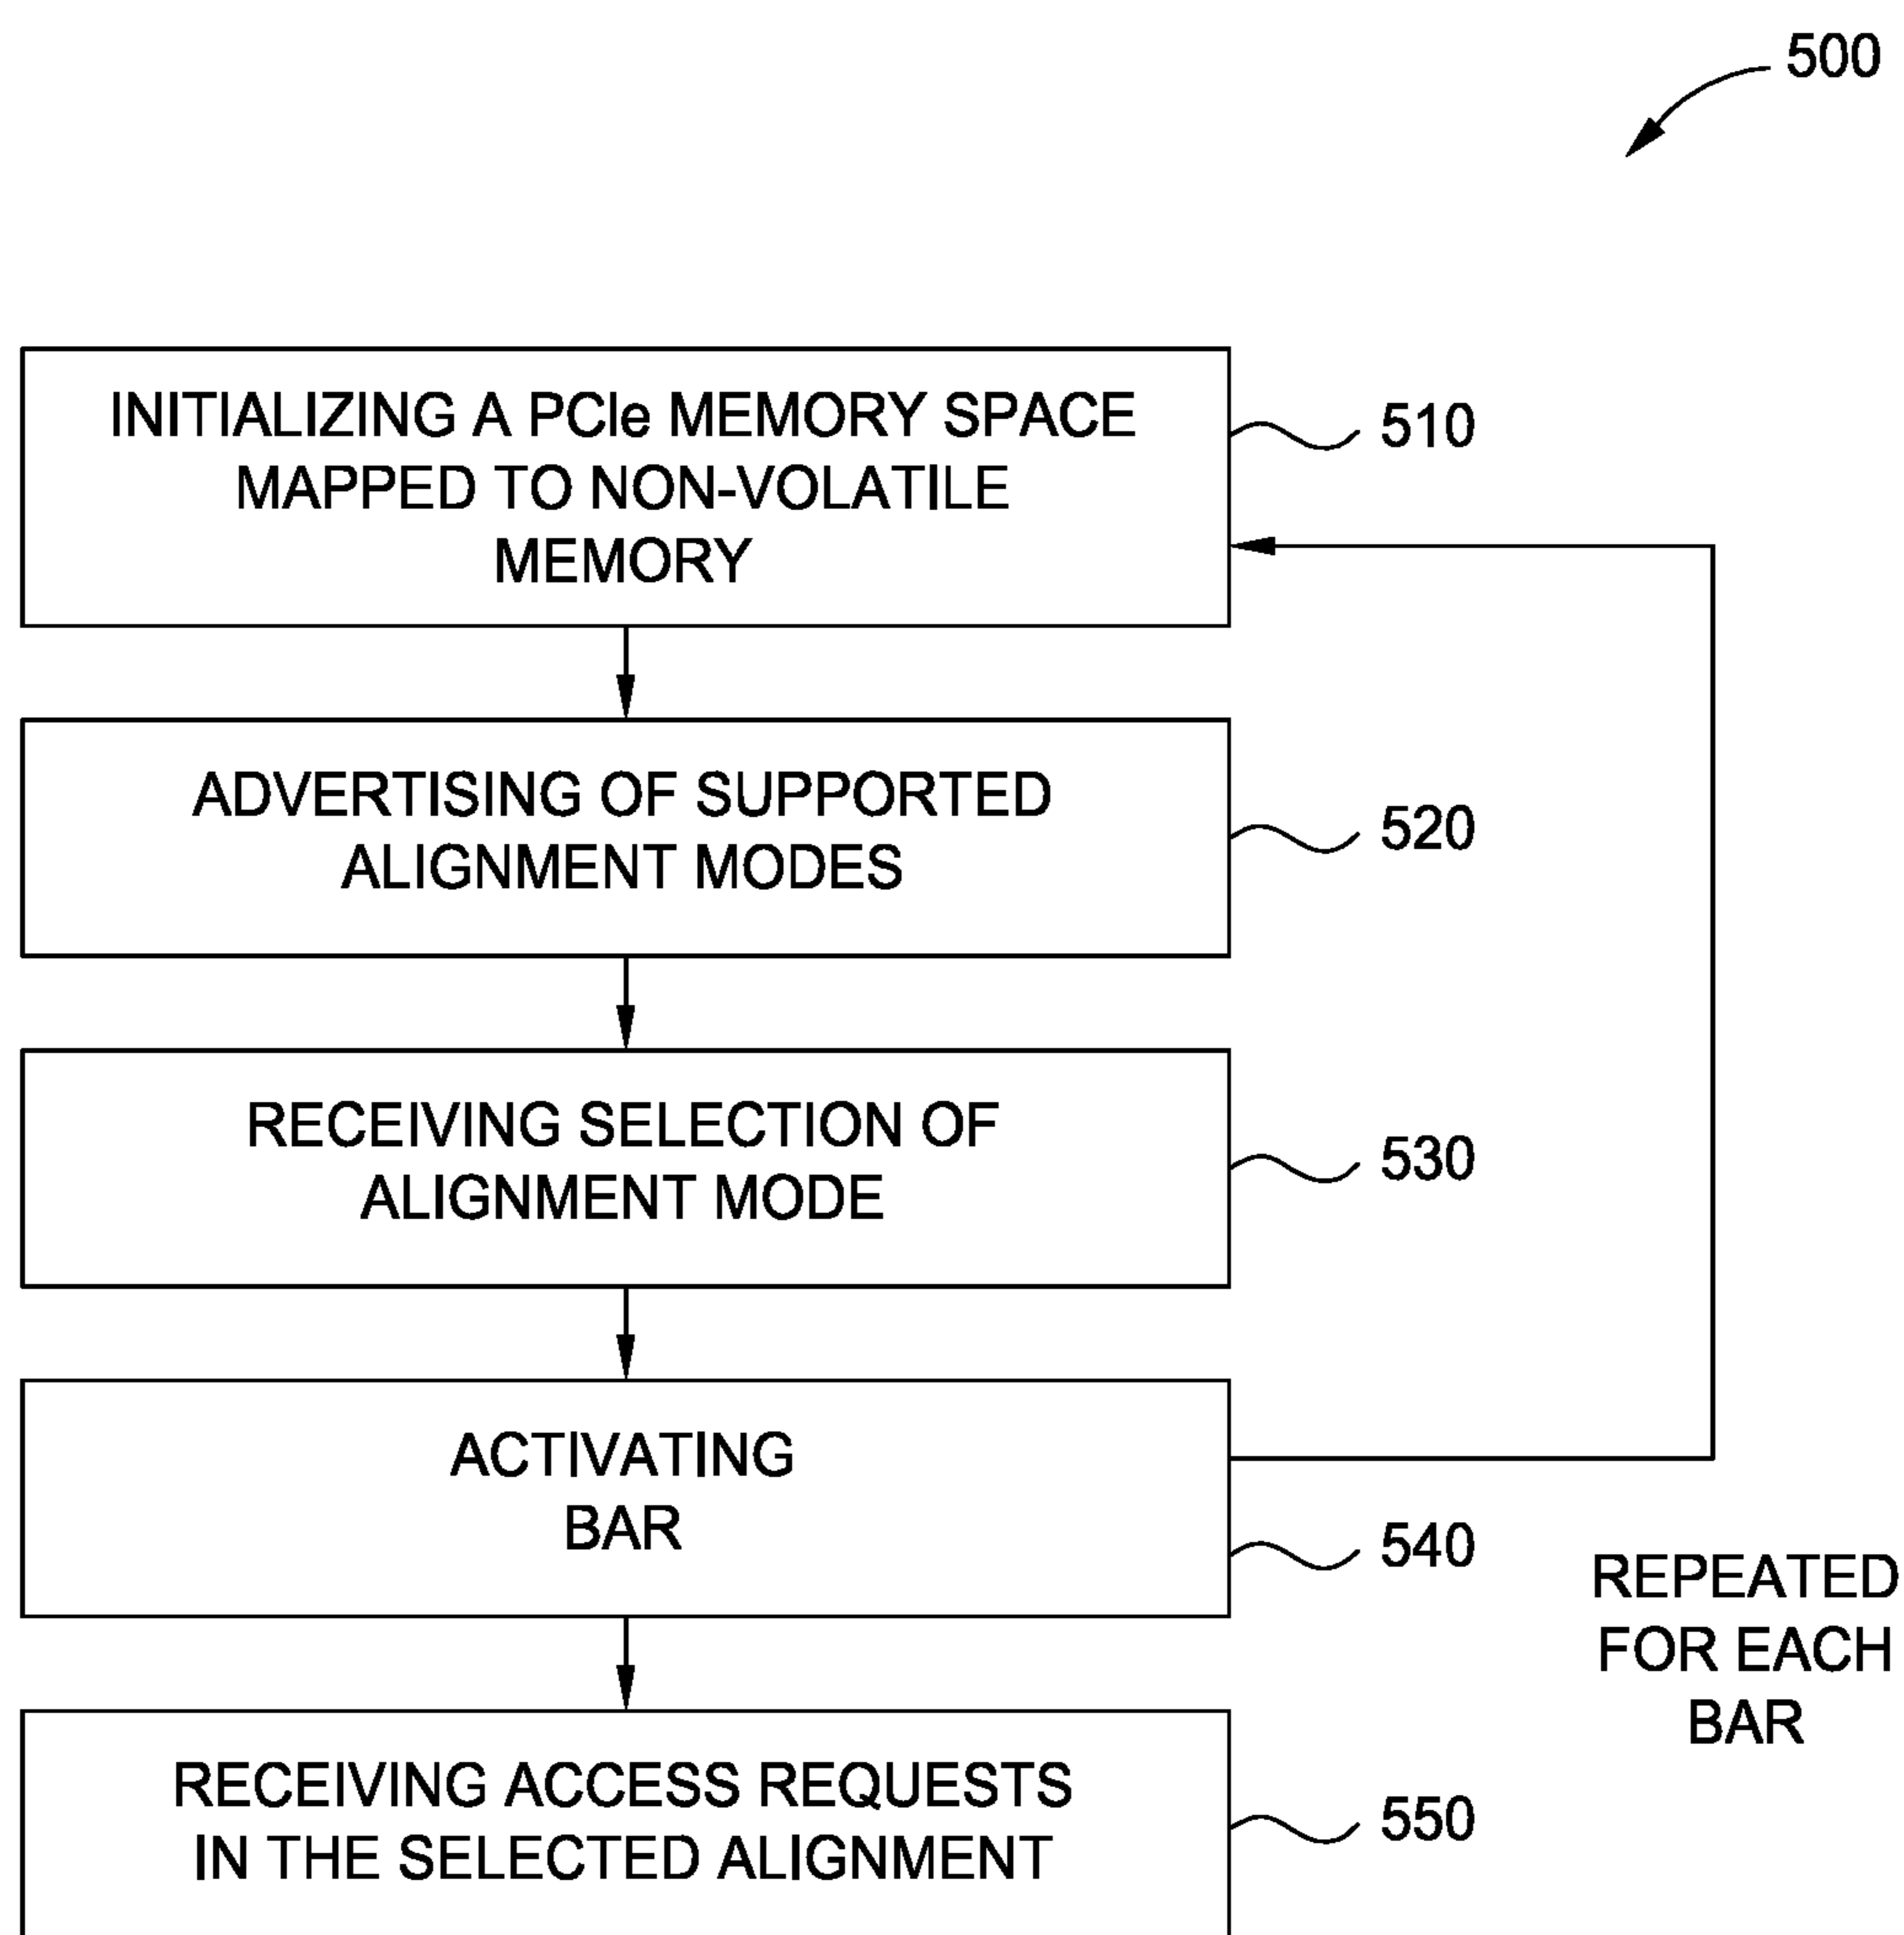 500
INITIALIZING A PCIe MEMORY SPACE
MAPPED TO NON-VOLATILE
MEMORY
510
ADVERTISING OF SUPPORTED
ALIGNMENT MODES
520
RECEIVING SELECTION OF
ALIGNMENT MODE
530
ACTIVATING
BAR
540
REPEATED
FOR EACH
BAR
RECEIVING ACCESS REQUESTS
IN THE SELECTED ALIGNMENT
550